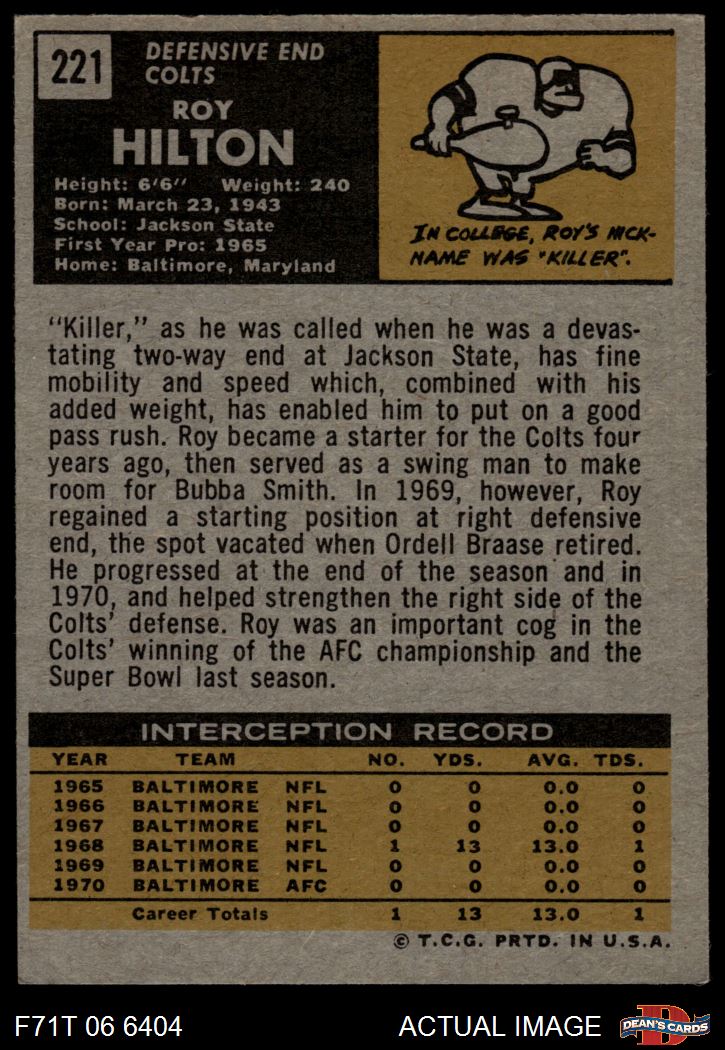 221
DEFENSIVE END
COLTS
ROY
HILTON
Height: 6'6" Weight: 240
Born: March 23, 1943
School: Jackson State
First Year Pro: 1965
Home: Baltimore, Maryland
IN COLLEGE, ROY'S NICK-
NAME WAS "KILLER".
"Killer," as he was called when he was a devas-
tating two-way end at Jackson State, has fine
mobility and speed which, combined with his
added weight, has enabled him to put on a good
pass rush. Roy became a starter for the Colts four
years ago, then served as a swing man to make
room for Bubba Smith. In 1969, however, Roy
regained a starting position at right defensive
end, the spot vacated when Ordell Braase retired.
He progressed at the end of the season and in
1970, and helped strengthen the right side of the
Colts' defense. Roy was an important cog in the
Colts' winning of the AFC championship and the
Super Bowl last season.
INTERCEPTION RECORD
YEAR TEAM NO. YDS. AVG. TDS.
1965 BALTIMORE NFL 0 0 0.0 0
1966 BALTIMORE NFL 0 0 0.0 0
1967 BALTIMORE NFL 0 0 0.0 0
1968 BALTIMORE NFL 1 13 13.0 1
1969 BALTIMORE NFL 0 0 0.0 0
1970 BALTIMORE AFC 0 0 0.0 0
Career Totals 1 13 13.0 1
© T.C.G. PRTD. IN U.S.A.
F71T 06 6404 ACTUAL IMAGE D DEAN'S CARDS